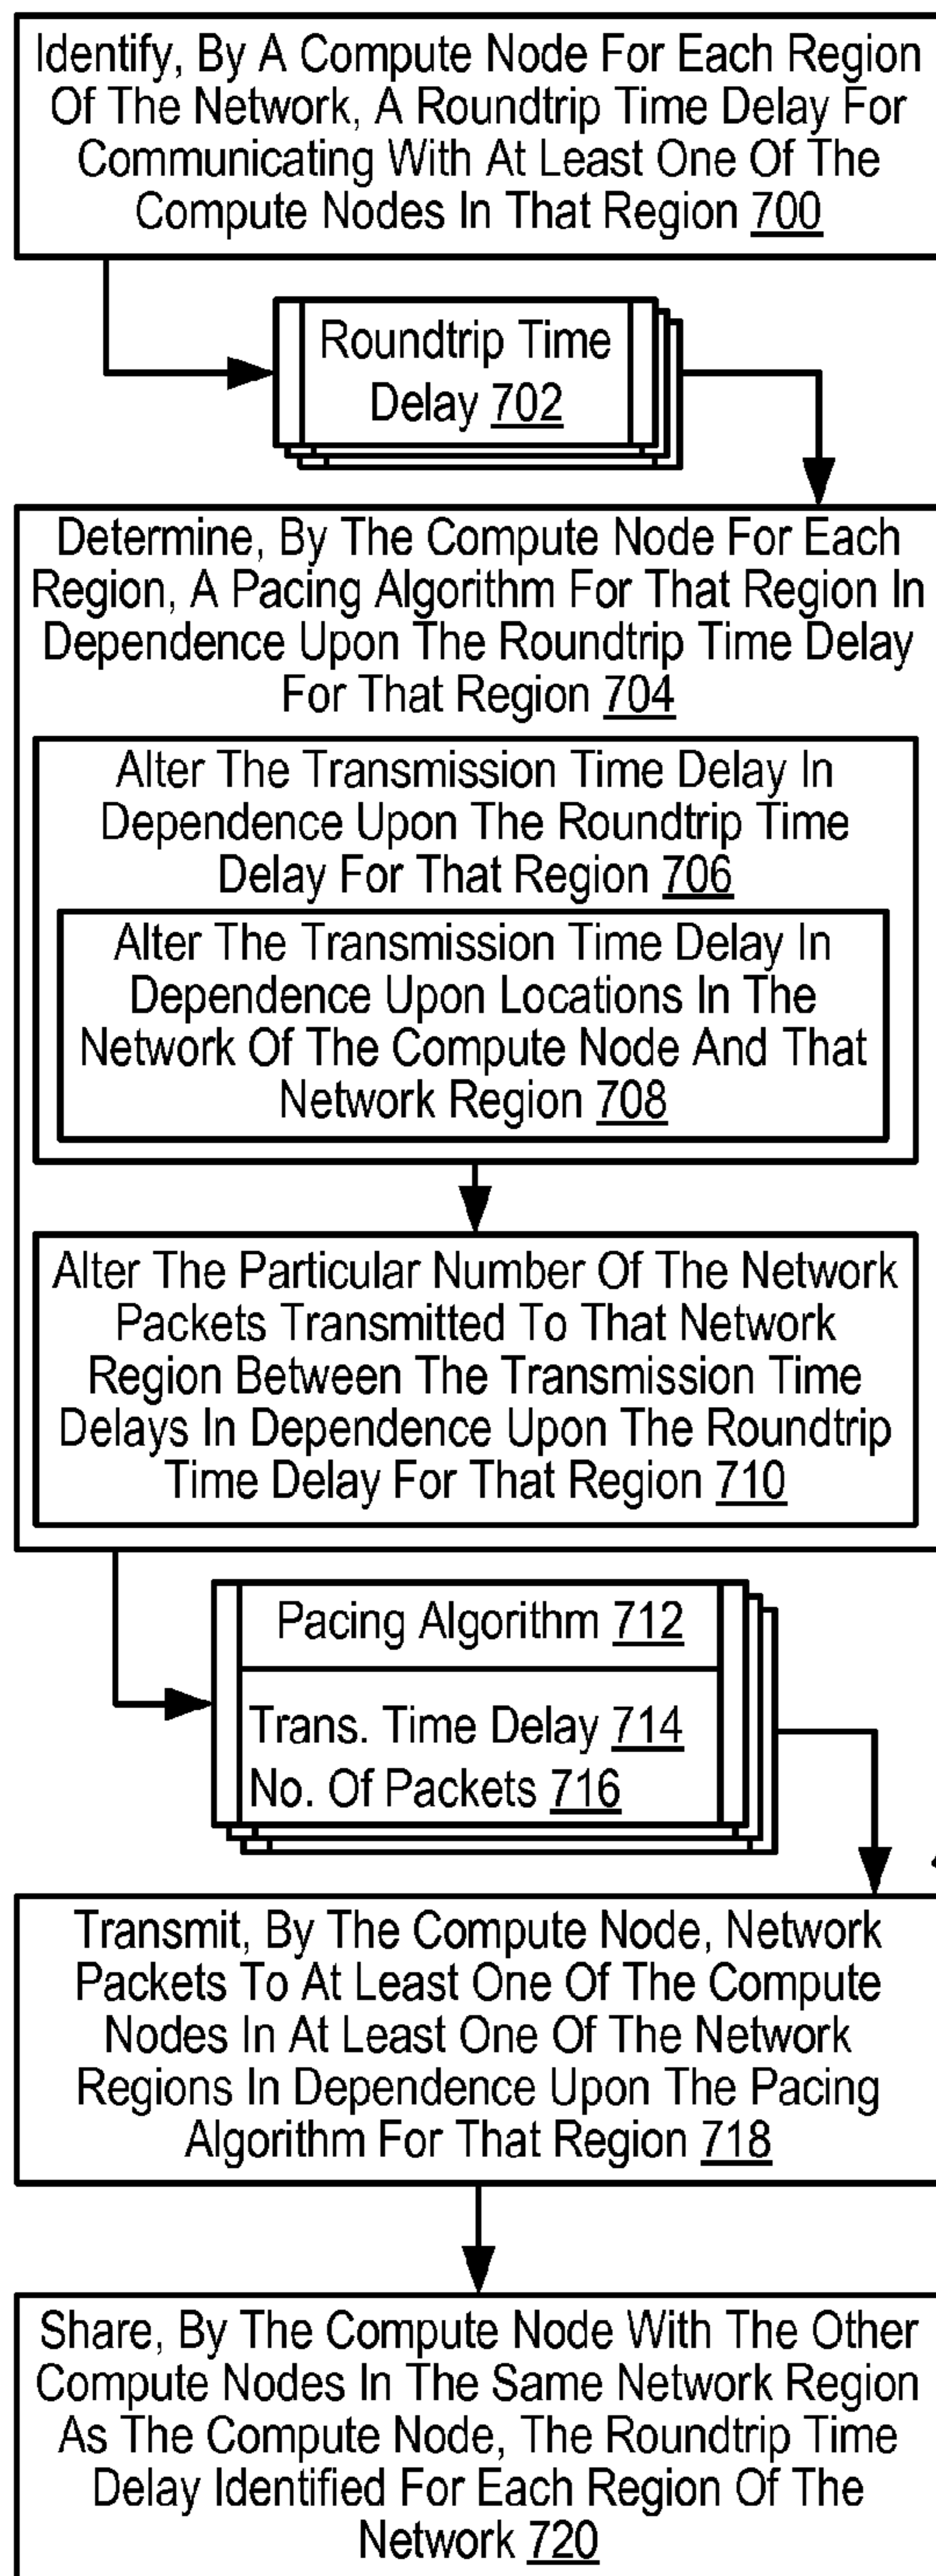 Identify, By A Compute Node For Each Region
Of The Network, A Roundtrip Time Delay For
Communicating With At Least One Of The
Compute Nodes In That Region 700
Roundtrip Time
Delay 702
Determine, By The Compute Node For Each
Region, A Pacing Algorithm For That Region In
Dependence Upon The Roundtrip Time Delay
For That Region 704
Alter The Transmission Time Delay In
Dependence Upon The Roundtrip Time
Delay For That Region 706
Alter The Transmission Time Delay In
Dependence Upon Locations In The
Network Of The Compute Node And That
Network Region 708
Alter The Particular Number Of The Network
Packets Transmitted To That Network
Region Between The Transmission Time
Delays In Dependence Upon The Roundtrip
Time Delay For That Region 710
Pacing Algorithm 712
Trans. Time Delay 714
No. Of Packets 716
Transmit, By The Compute Node, Network
Packets To At Least One Of The Compute
Nodes In At Least One Of The Network
Regions In Dependence Upon The Pacing
Algorithm For That Region 718
Share, By The Compute Node With The Other
Compute Nodes In The Same Network Region
As The Compute Node, The Roundtrip Time
Delay Identified For Each Region Of The
Network 720